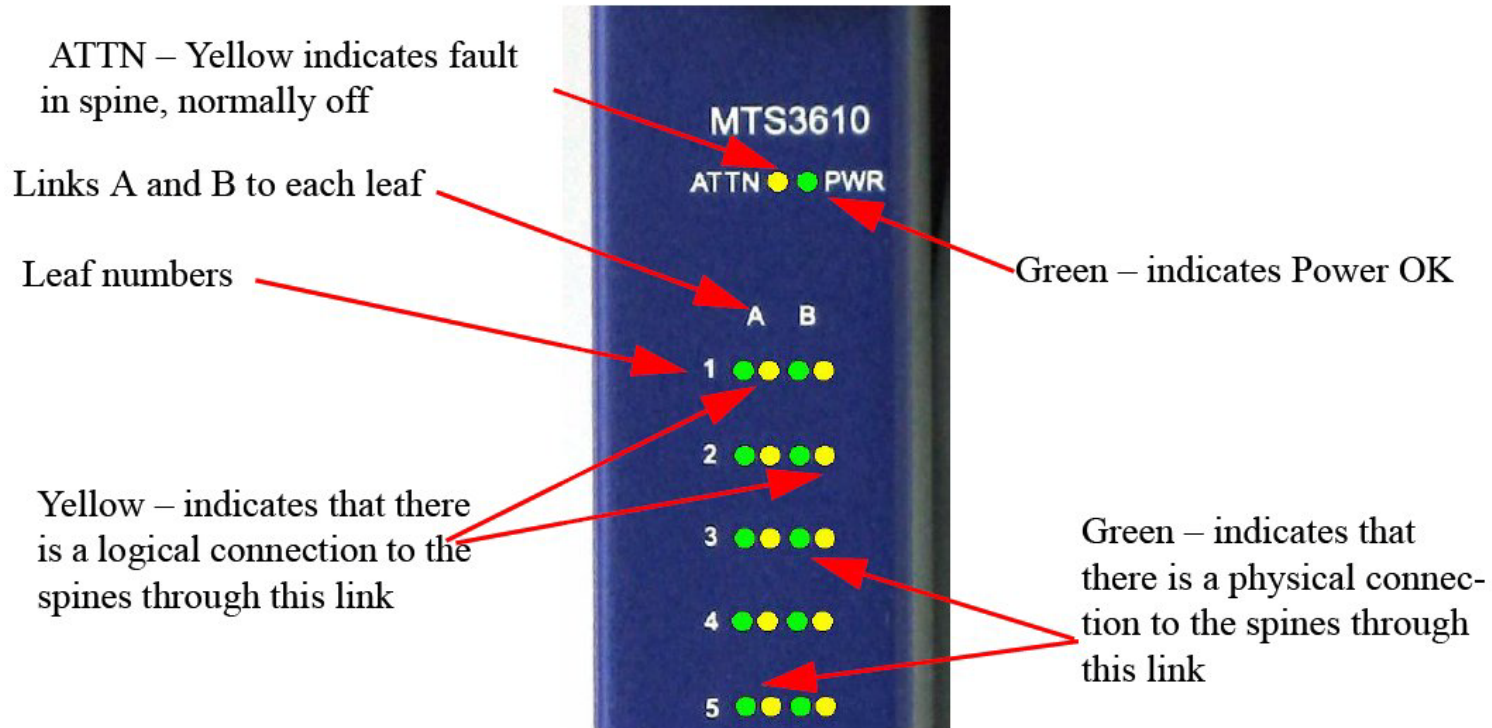 ATTN – Yellow indicates fault
in spine, normally off
MTS3610
ATTN PWR
Links A and B to each leaf
Leaf numbers
Green – indicates Power OK
A B
1
2
3
4
5
Yellow – indicates that there
is a logical connection to the
spines through this link
Green – indicates that
there is a physical connec-
tion to the spines through
this link